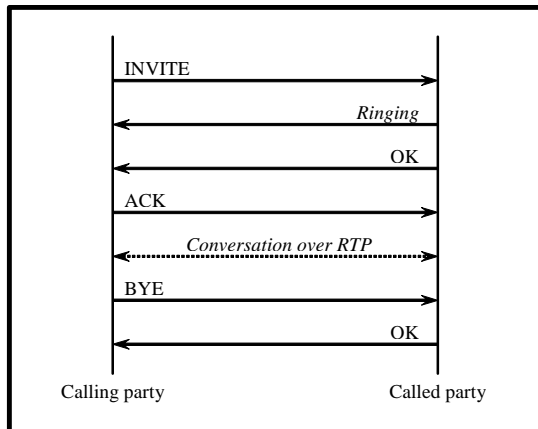 INVITE
Ringing
OK
ACK
Conversation over RTP
BYE
OK
Calling party
Called party